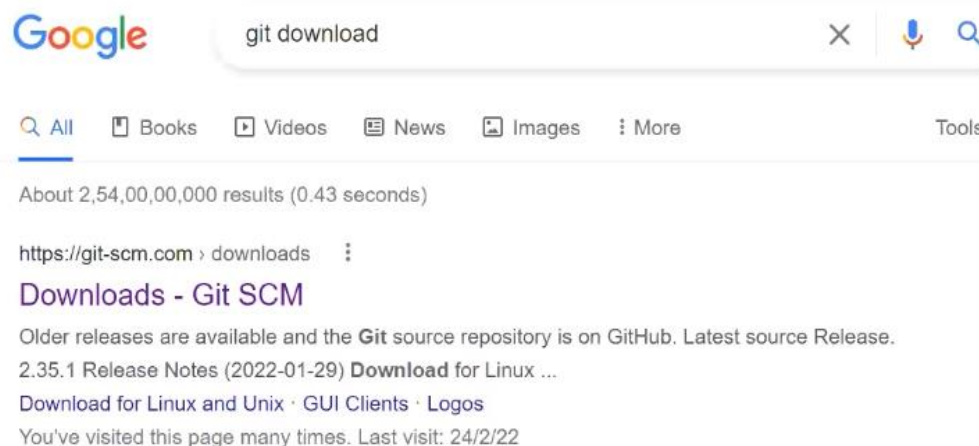 Google
git download
All Books Videos News Images More Tools
About 2,54,00,00,000 results (0.43 seconds)
https://git-scm.com › downloads
Downloads - Git SCM
Older releases are available and the Git source repository is on GitHub. Latest source Release.
2.35.1 Release Notes (2022-01-29) Download for Linux ...
Download for Linux and Unix · GUI Clients · Logos
You've visited this page many times. Last visit: 24/2/22